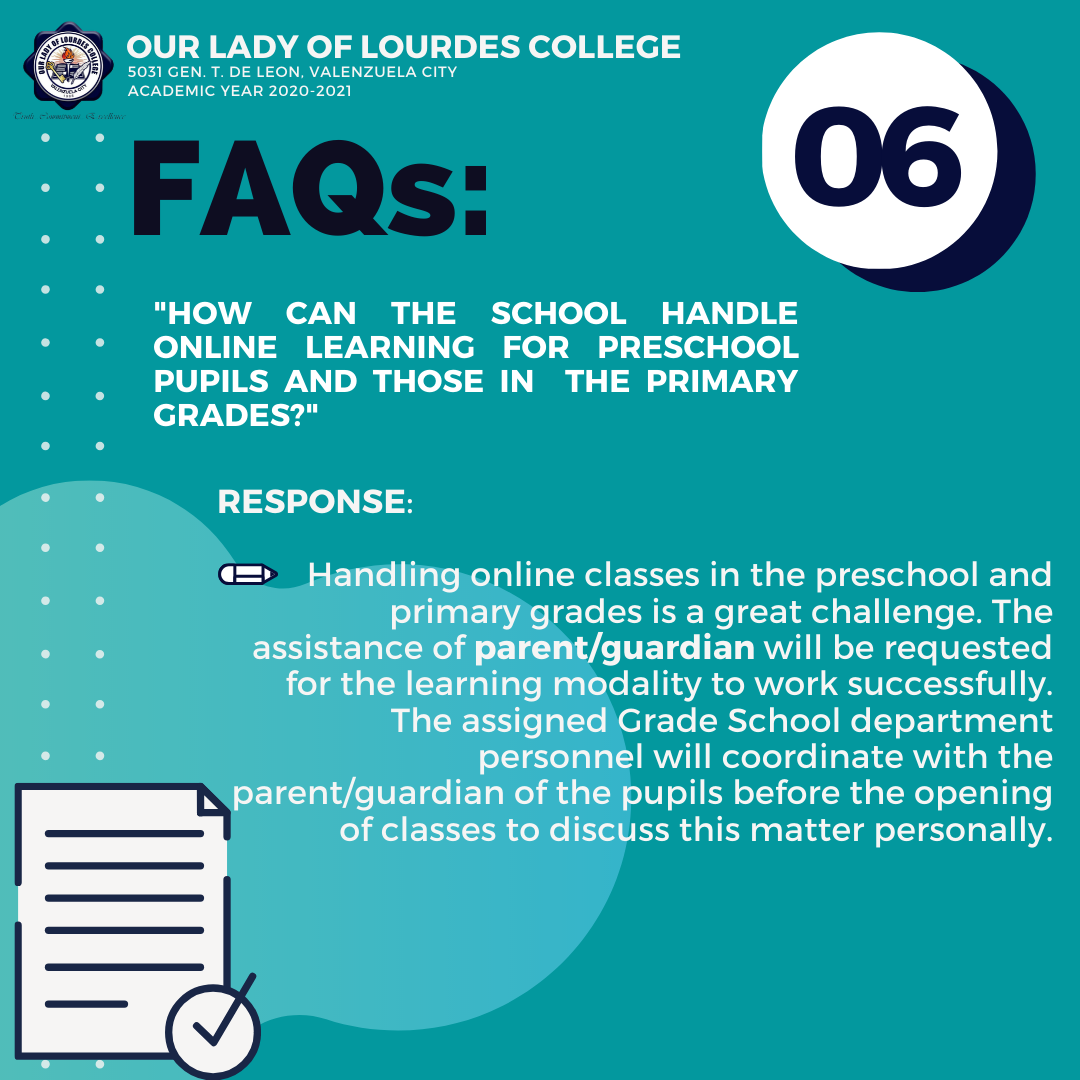 OUR LADY OF LOURDES COLLEGE
5031 GEN. T. DE LEON, VALENZUELA CITY
ACADEMIC YEAR 2020-2021
OUR LADY OF LOURDES COLLEGE
VALENZUELA CITY
06
FAQs:
"HOW CAN THE SCHOOL HANDLE
ONLINE LEARNING FOR PRESCHOOL
PUPILS AND THOSE IN THE PRIMARY
GRADES?"
RESPONSE:
Handling online classes in the preschool and
primary grades is a great challenge. The
assistance of parent/guardian will be requested
for the learning modality to work successfully.
The assigned Grade School department
personnel will coordinate with the
parent/guardian of the pupils before the opening
of classes to discuss this matter personally.